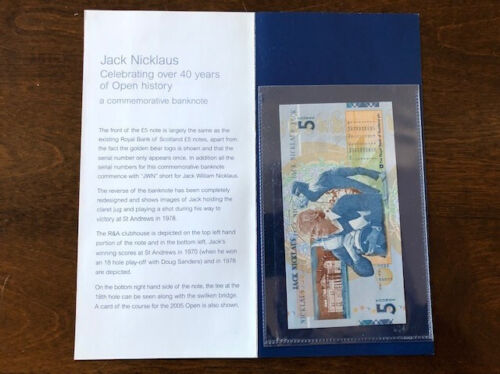 Jack Nicklaus
Celebrating over 40 years
of Open history
a commemorative banknote
The front of the £5 note is largely the same as the
existing Royal Bank of Scotland £5 notes, apart from
the fact the golden bear logo is shown and that the
serial number only appears once. In addition all the
serial numbers for this commemorative banknote
commence with "JWN" short for Jack William Nicklaus.
The reverse of the banknote has been completely
redesigned and shows images of Jack holding the
claret jug and playing a shot during his way to
victory at St Andrews in 1978.
The R&A clubhouse is depicted on the top left hand
portion of the note and in the bottom left, Jack's
winning scores at St Andrews in 1970 (when he won
an 18 hole play-off with Doug Sanders) and in 1978
are depicted.
On the bottom right hand side of the note, the tee at the
18th hole can be seen along with the swilken bridge.
A card of the course for the 2005 Open is also shown.
5
JACK NICKLAUS
5